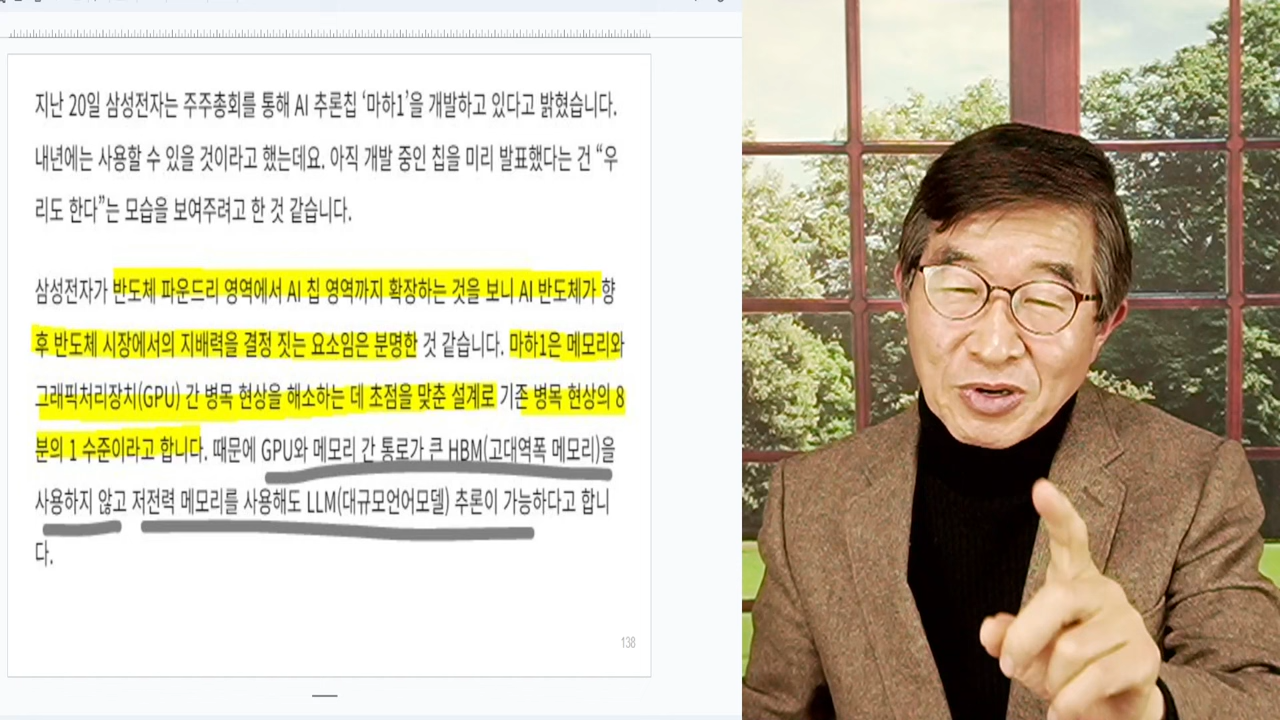 지난 20일 삼성전자는 주주총회를 통해 AI 추론칩 ‘마하1’을 개발하고 있다고 밝혔습니다.
내년에는 사용할 수 있을 것이라고 했는데요. 아직 개발 중인 칩을 미리 발표했다는 건 “우
리도 한다”는 모습을 보여주려고 한 것 같습니다.
삼성전자가 반도체 파운드리 영역에서 AI 칩 영역까지 확장하는 것을 보니 AI 반도체가 향
후 반도체 시장에서의 지배력을 결정 짓는 요소임은 분명한 것 같습니다. 마하1은 메모리와
그래픽처리장치(GPU) 간 병목 현상을 해소하는 데 초점을 맞춘 설계로 기존 병목 현상의 8
분의 1 수준이라고 합니다. 때문에 GPU와 메모리 간 통로가 큰 HBM(고대역폭 메모리)을
사용하지 않고 저전력 메모리를 사용해도 LLM(대규모언어모델) 추론이 가능하다고 합니
다.
138